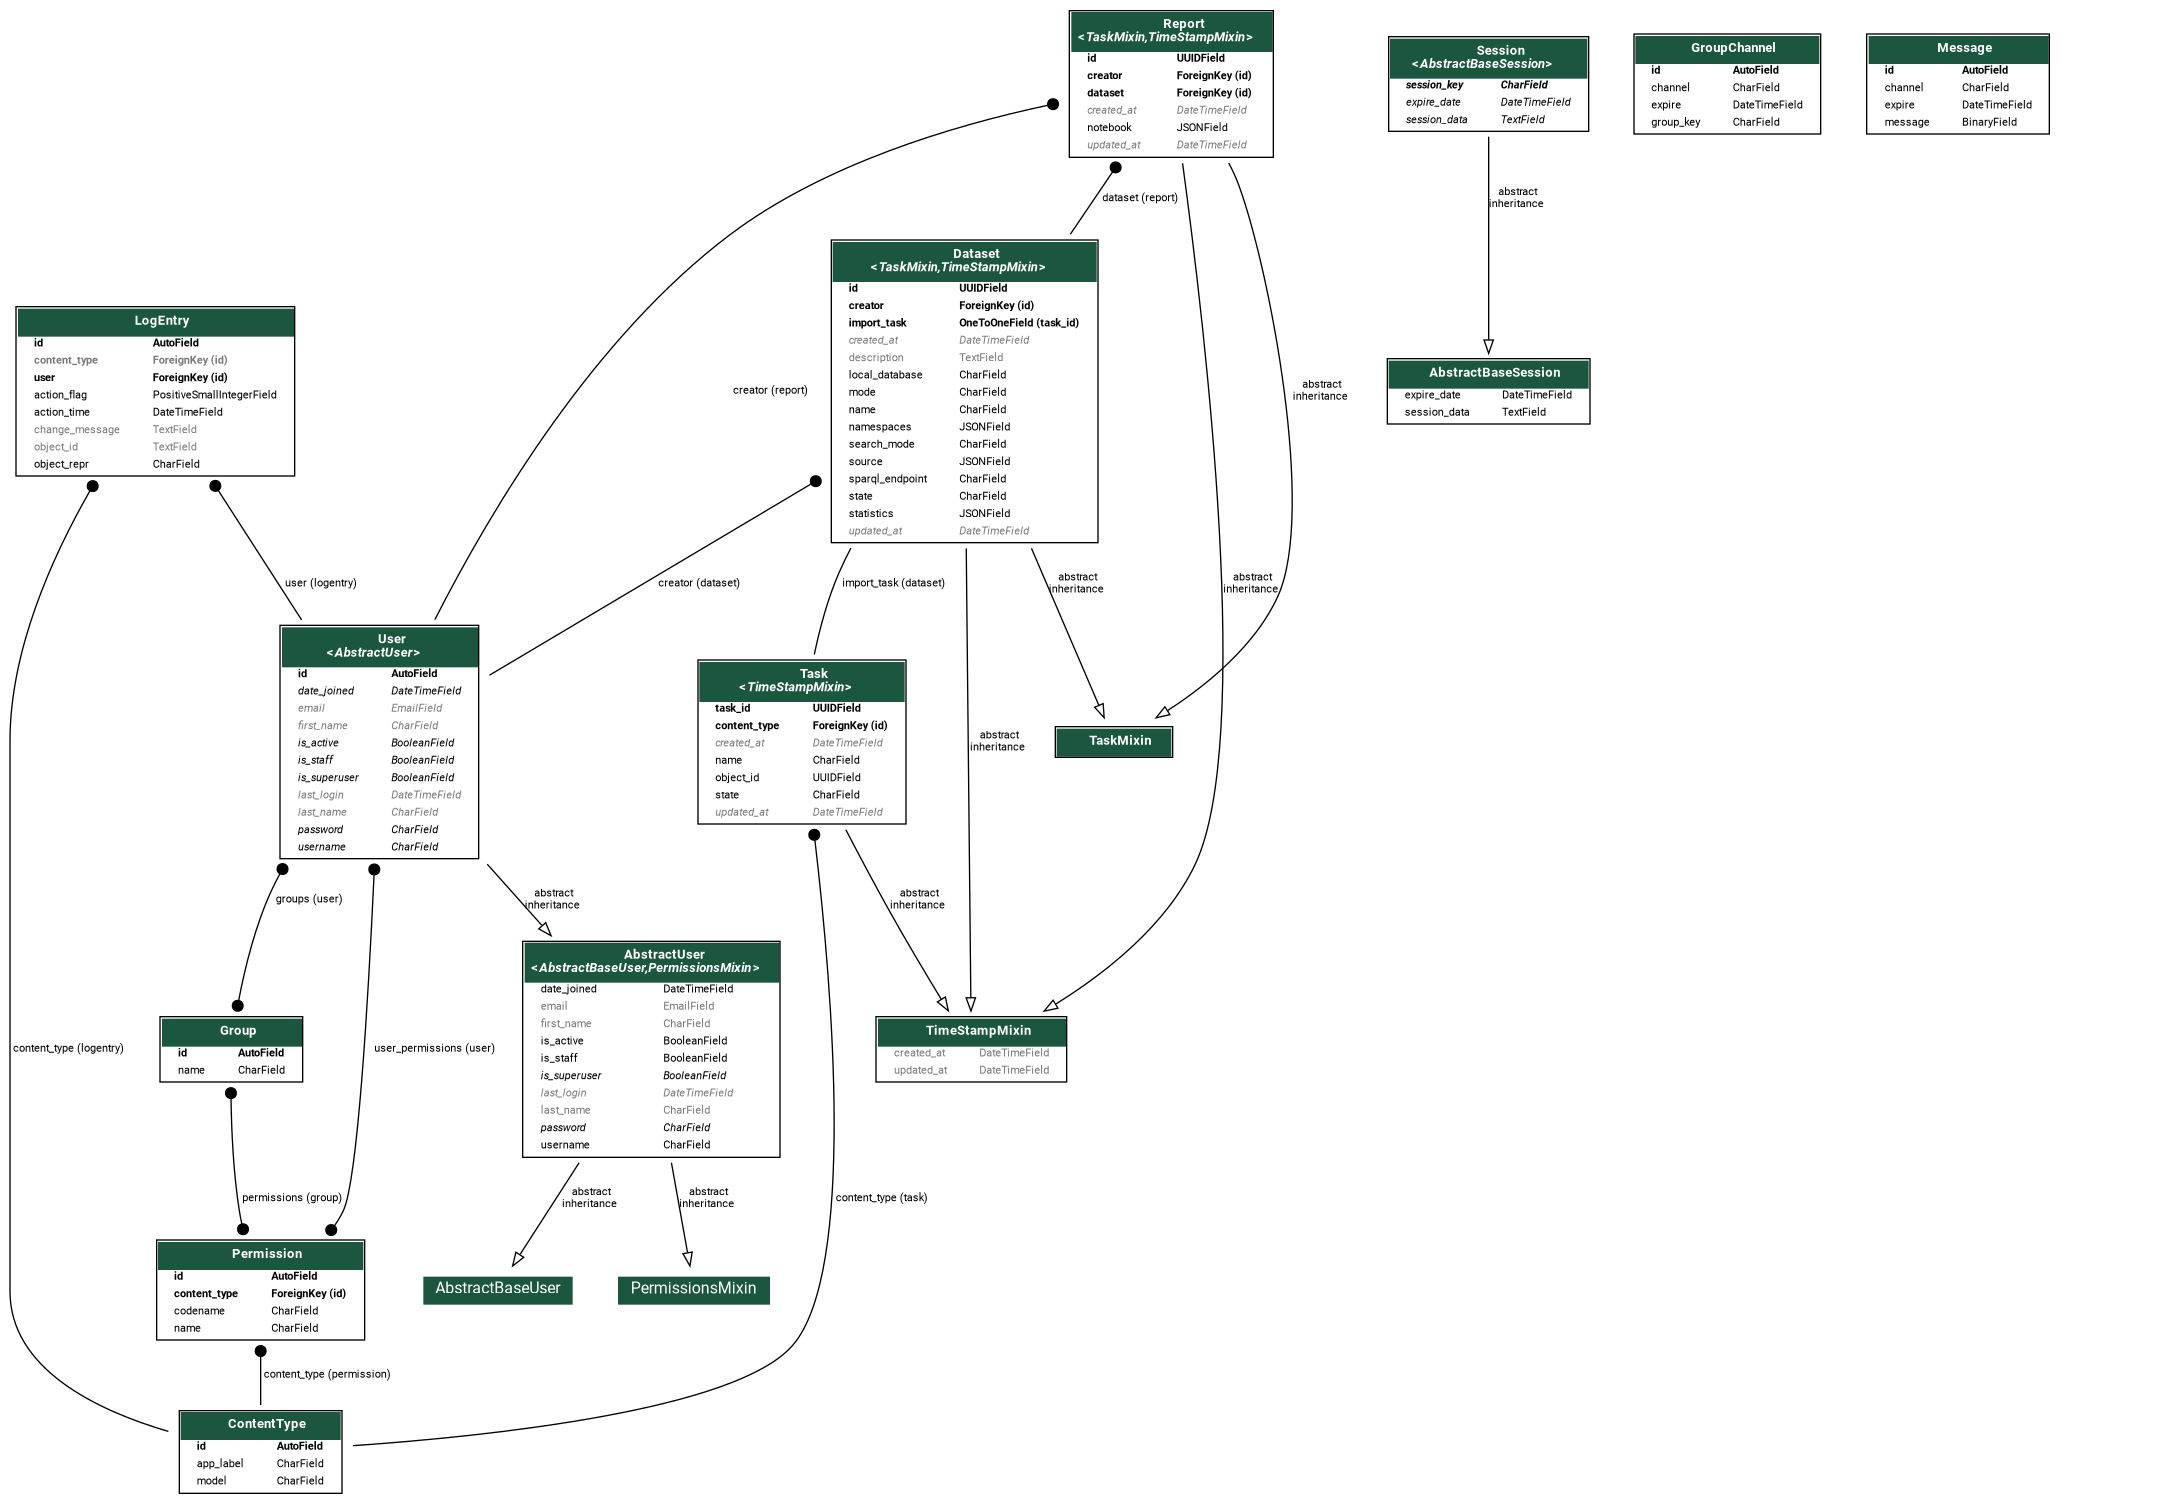 Report
<TaskMixin,TimeStampMixin>
id UUIDField
creator ForeignKey (id)
dataset ForeignKey (id)
created_at DateTimeField
notebook JSONField
updated_at DateTimeField
Session
<AbstractBaseSession>
session_key CharField
expire_date DateTimeField
session_data TextField
GroupChannel
id AutoField
channel CharField
expire DateTimeField
group_key CharField
Message
id AutoField
channel CharField
expire DateTimeField
message BinaryField
dataset (report)
abstract
inheritance
Dataset
<TaskMixin,TimeStampMixin>
id UUIDField
creator ForeignKey (id)
import_task OneToOneField (task_id)
created_at DateTimeField
description TextField
local_database CharField
mode CharField
name CharField
namespaces JSONField
search_mode CharField
source JSONField
sparql_endpoint CharField
state CharField
statistics JSONField
updated_at DateTimeField
LogEntry
id AutoField
content_type ForeignKey (id)
user ForeignKey (id)
action_flag PositiveSmallIntegerField
action_time DateTimeField
change_message TextField
object_id TextField
object_repr CharField
creator (report)
abstract
inheritance
AbstractBaseSession
expire_date DateTimeField
session_data TextField
user (logentry)
creator (dataset)
import_task (dataset)
abstract
inheritance
abstract
inheritance
User
<AbstractUser>
id AutoField
date_joined DateTimeField
email EmailField
first_name CharField
is_active BooleanField
is_staff BooleanField
is_superuser BooleanField
last_login DateTimeField
last_name CharField
password CharField
username CharField
Task
<TimeStampMixin>
task_id UUIDField
content_type ForeignKey (id)
created_at DateTimeField
name CharField
object_id UUIDField
state CharField
updated_at DateTimeField
abstract
inheritance
TaskMixin
groups (user)
abstract
inheritance
abstract
inheritance
AbstractUser
<AbstractBaseUser,PermissionsMixin>
date_joined DateTimeField
email EmailField
first_name CharField
is_active BooleanField
is_staff BooleanField
is_superuser BooleanField
last_login DateTimeField
last_name CharField
password CharField
username CharField
content_type (logentry)
Group
id AutoField
name CharField
user_permissions (user)
TimeStampMixin
created_at DateTimeField
updated_at DateTimeField
permissions (group)
abstract
inheritance
abstract
inheritance
content_type (task)
Permission
id AutoField
content_type ForeignKey (id)
codename CharField
name CharField
AbstractBaseUser
PermissionsMixin
content_type (permission)
ContentType
id AutoField
app_label CharField
model CharField